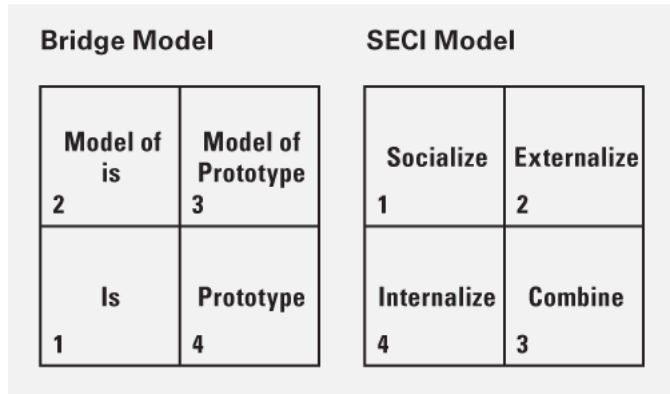 Bridge Model
Model of
is
2
Model of
Prototype
3
Is
1
Prototype
4
SECI Model
Socialize
1
Externalize
2
Internalize
4
Combine
3